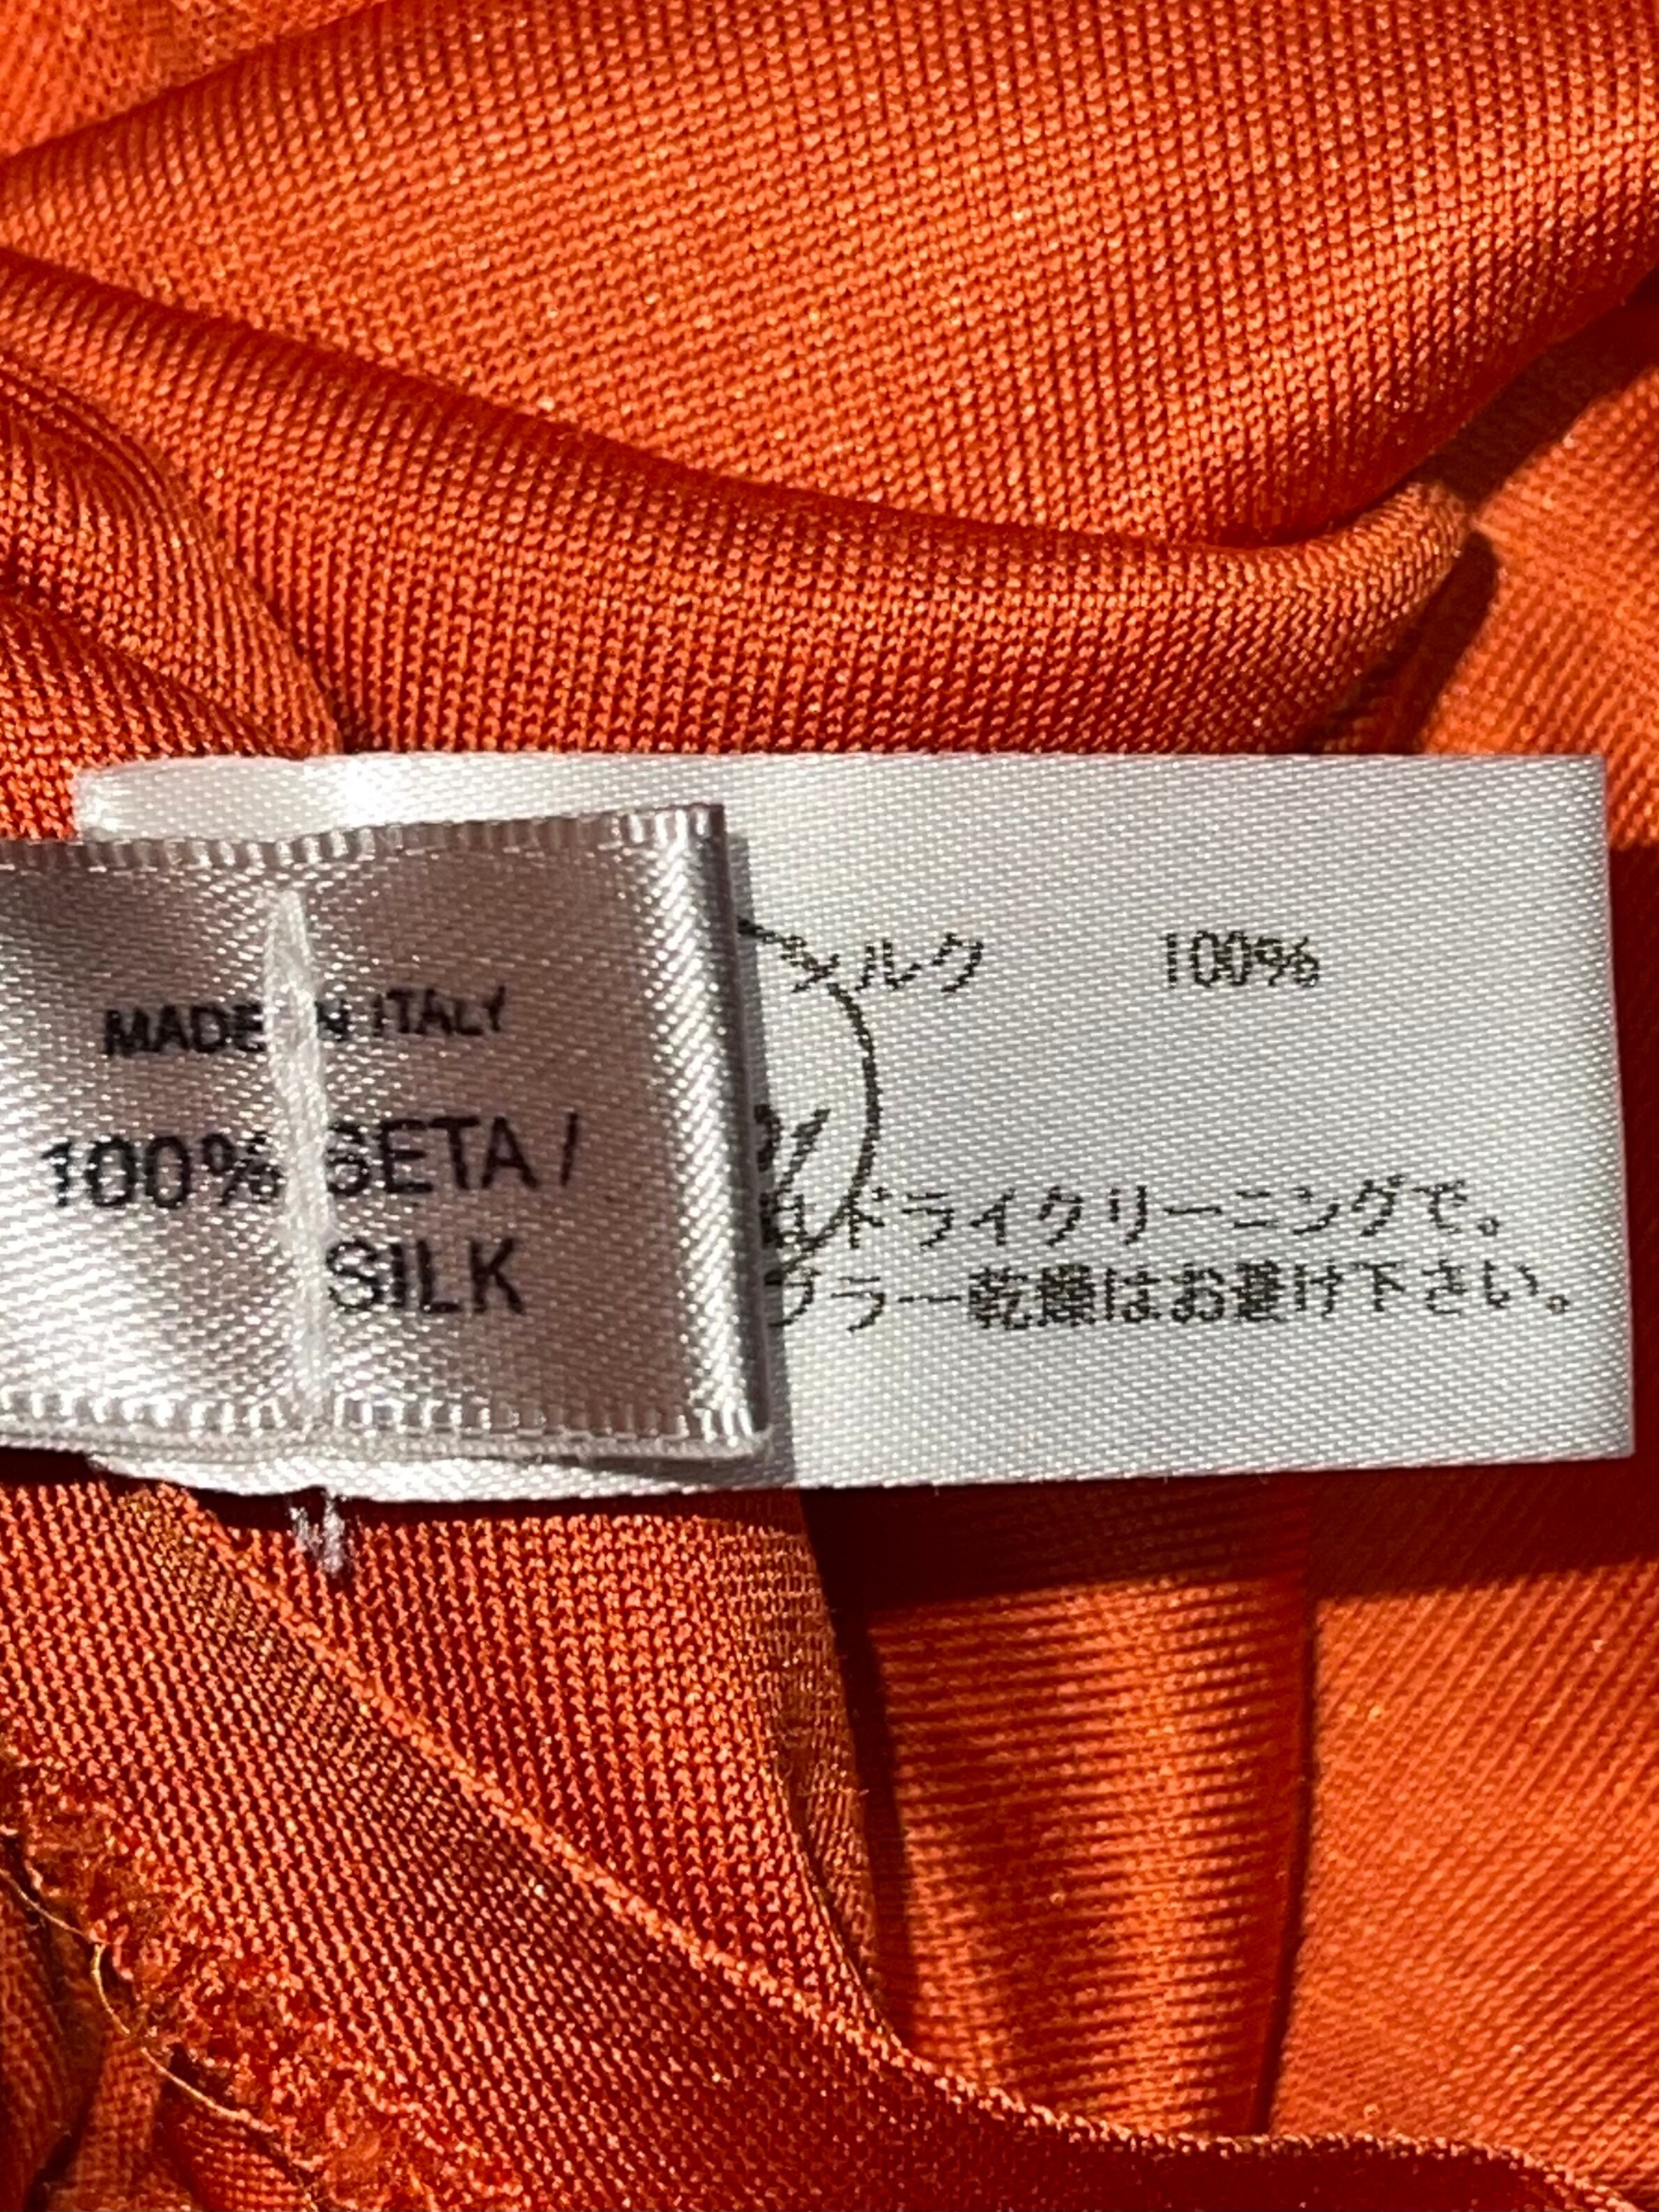 MADE IN ITALY
100% SETA /
SILK
シルク 100%
ドライクリーニングで。
ブラー乾燥はお避け下さい。